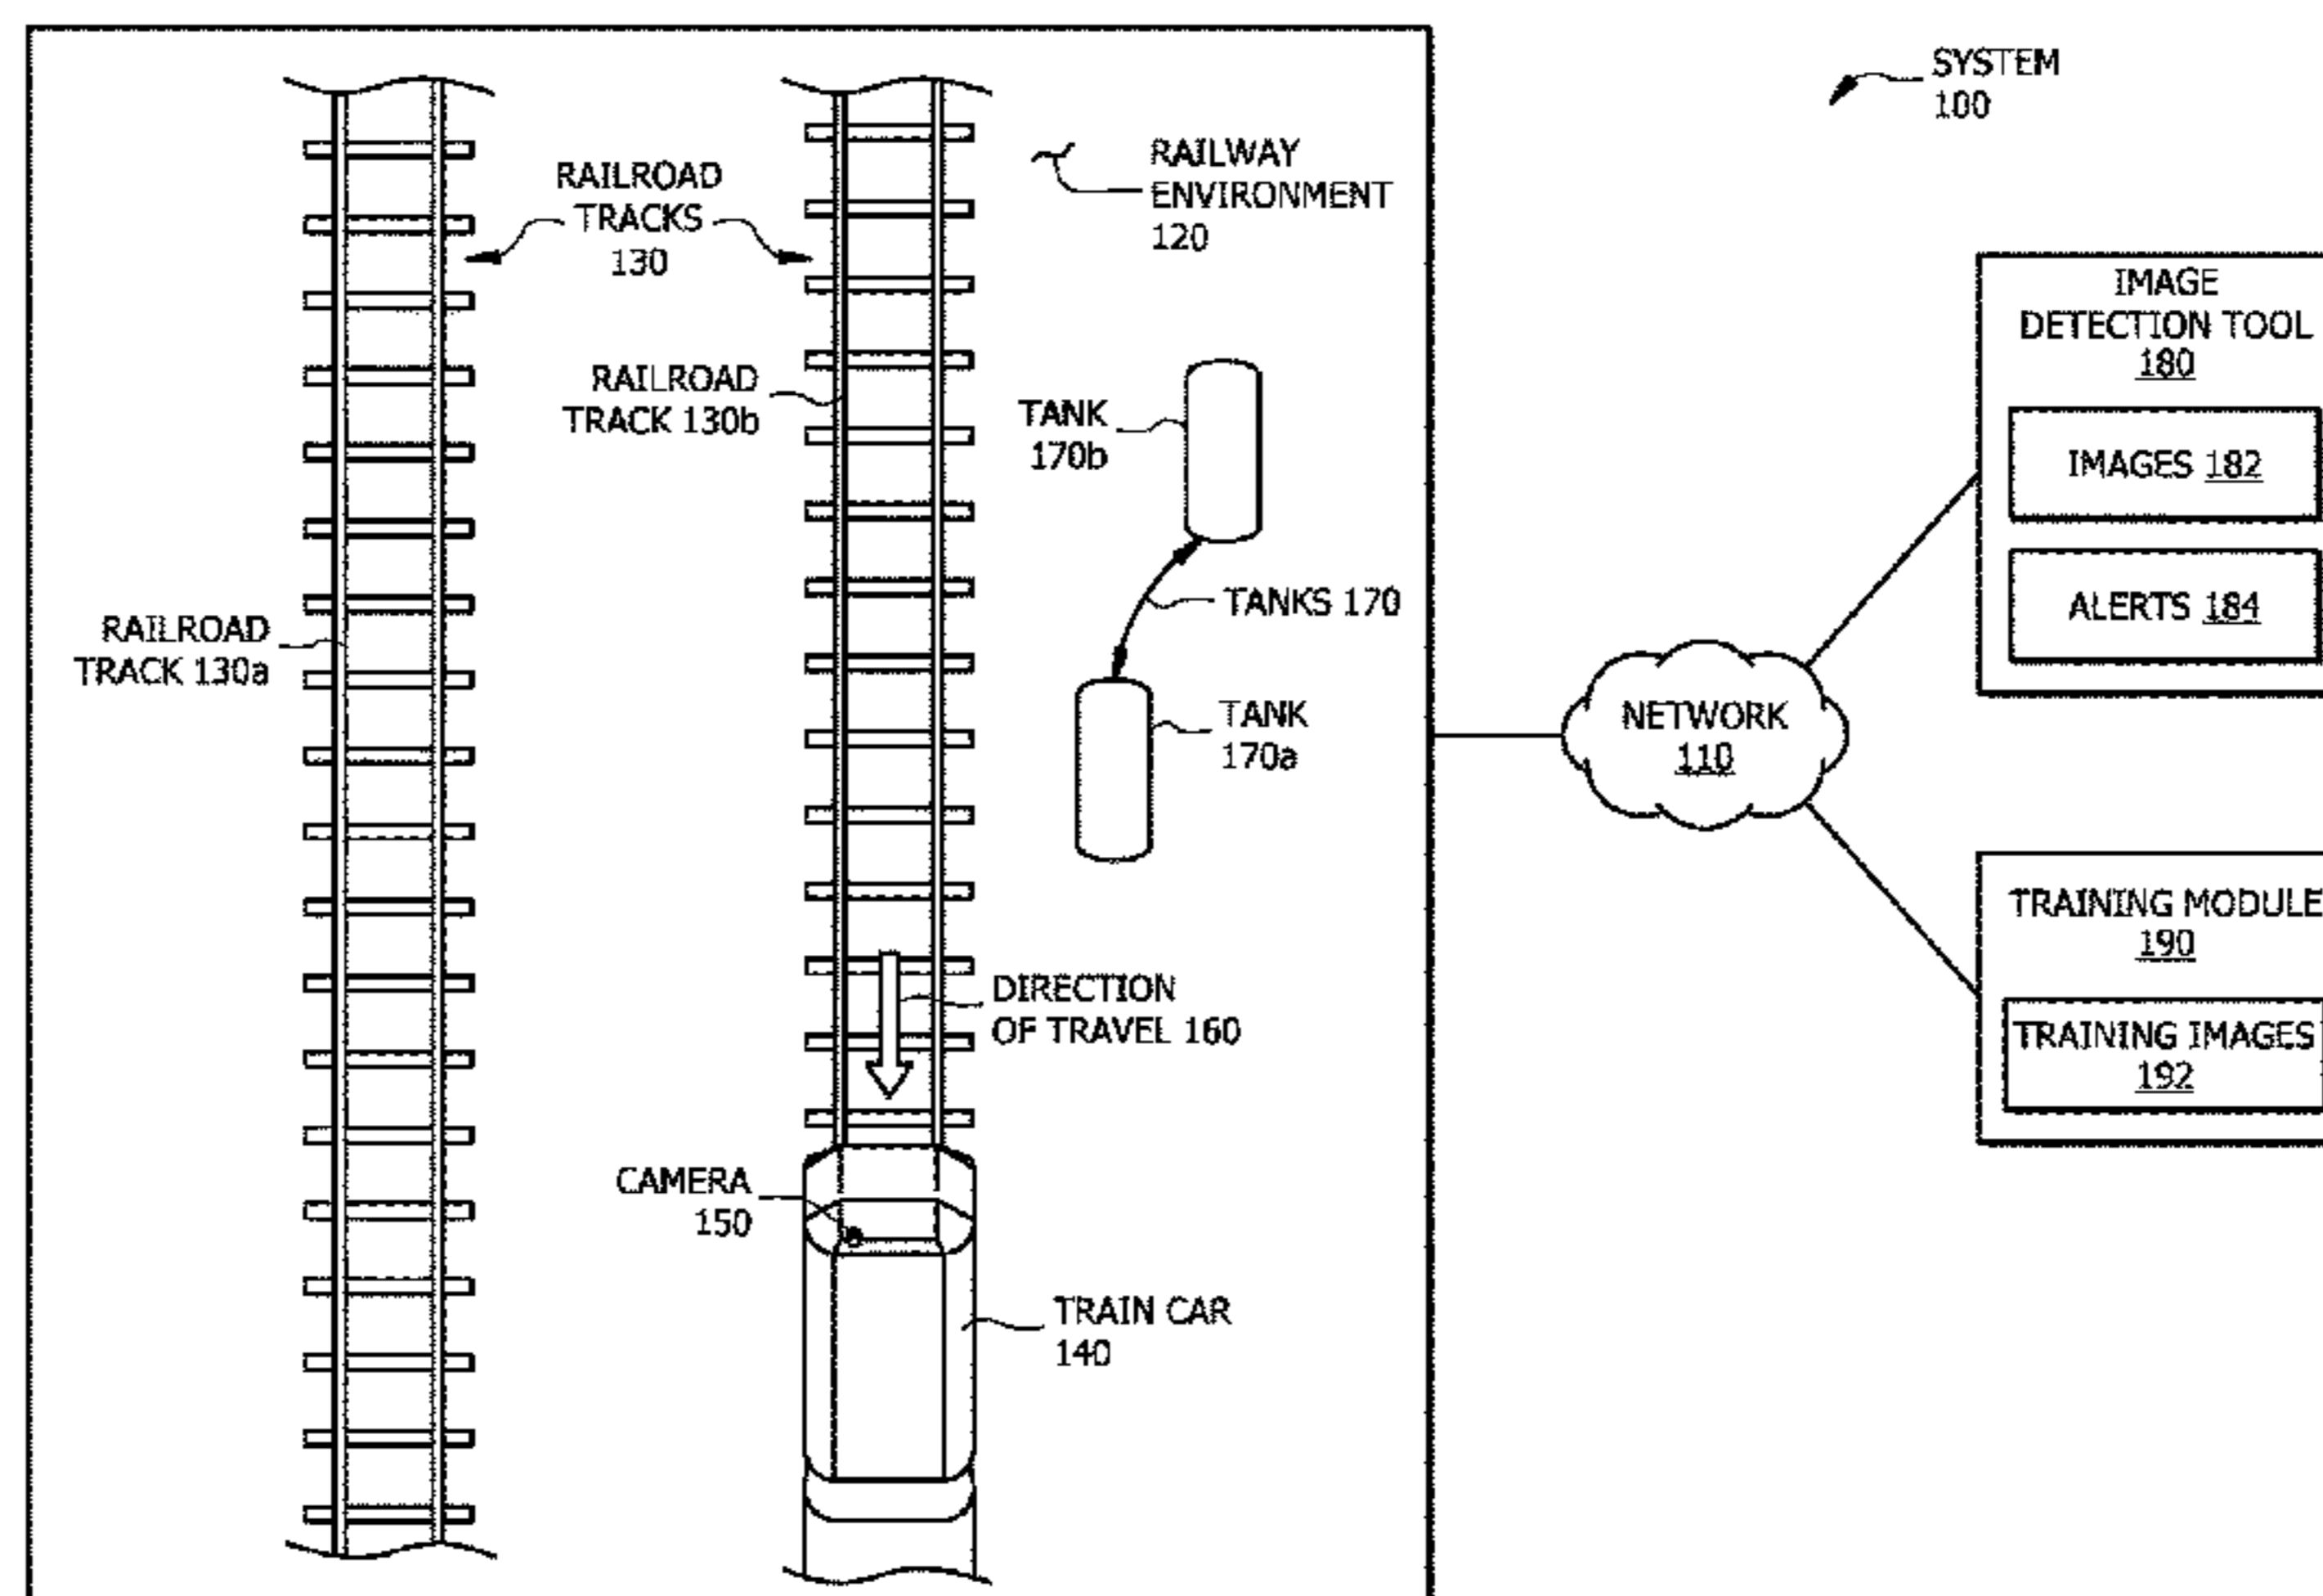 SYSTEM
100
RAILWAY
ENVIRONMENT
120
RAILROAD
TRACKS
130
IMAGE
DETECTION TOOL
180
IMAGES 182
ALERTS 184
RAILROAD
TRACK 130b
TANK
170b
TANKS 170
RAILROAD
TRACK 130a
TANK
170a
NETWORK
110
TRAINING MODULE
190
TRAINING IMAGES
192
DIRECTION
OF TRAVEL 160
CAMERA
150
TRAIN CAR
140